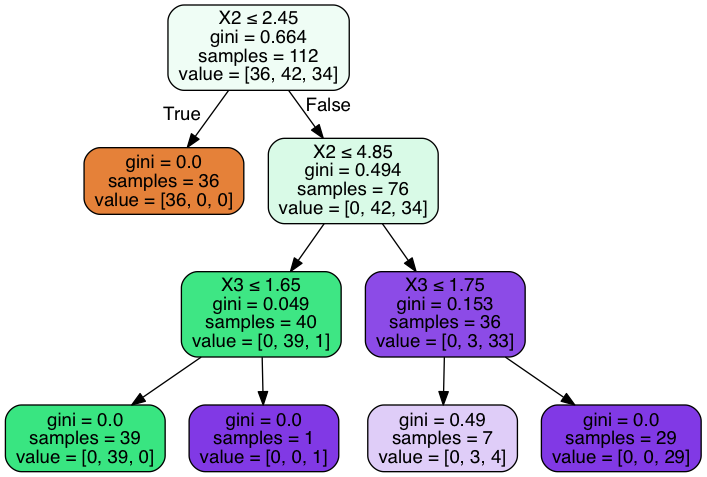 X2 ≤ 2.45
gini = 0.664
samples = 112
value = [36, 42, 34]
True
False
gini = 0.0
samples = 36
value = [36, 0, 0]
X2 ≤ 4.85
gini = 0.494
samples = 76
value = [0, 42, 34]
X3 ≤ 1.65
gini = 0.049
samples = 40
value = [0, 39, 1]
X3 ≤ 1.75
gini = 0.153
samples = 36
value = [0, 3, 33]
gini = 0.0
samples = 39
value = [0, 39, 0]
gini = 0.0
samples = 1
value = [0, 0, 1]
gini = 0.49
samples = 7
value = [0, 3, 4]
gini = 0.0
samples = 29
value = [0, 0, 29]